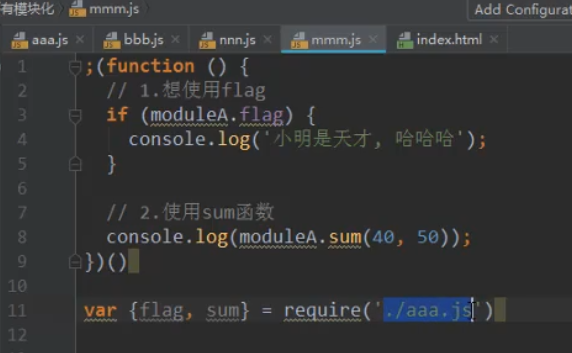 有模块化 mmm.js Add Configurat
aaa.js bbb.js nnn.js mmm.js index.html
1 ;(function () {
2 // 1.想使用flag
3 if (moduleA.flag) {
4 console.log('小明是天才, 哈哈哈');
5 }
6
7 // 2.使用sum函数
8 console.log(moduleA.sum(40, 50));
9 })()
10
11 var {flag, sum} = require('./aaa.js')
12